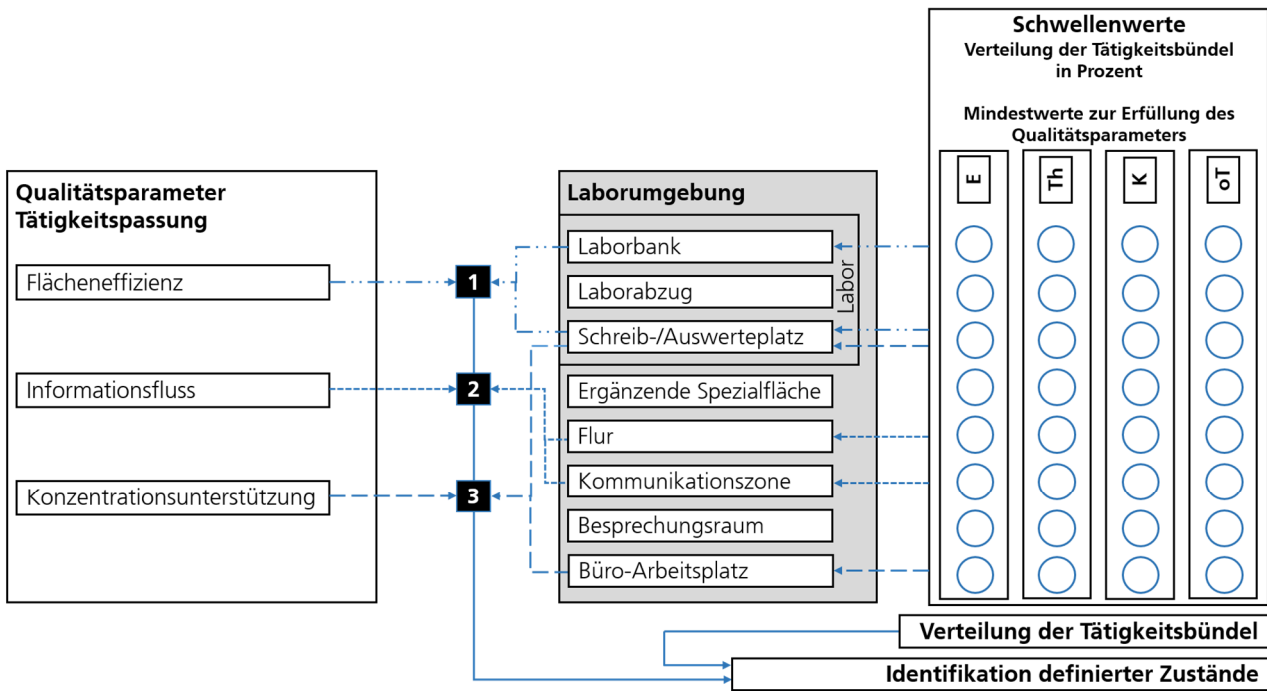 Schwellenwerte
Verteilung der Tätigkeitsbündel
in Prozent
Mindestwerte zur Erfüllung des
Qualitätsparameters
E
Th
K
oT
Qualitätsparameter
Tätigkeitspassung
Flächeneffizienz
Informationsfluss
Konzentrationsunterstützung
1
2
3
Laborumgebung
Laborbank
Laborabzug
Schreib-/Auswerteplatz
Labor
Ergänzende Spezialfläche
Flur
Kommunikationszone
Besprechungsraum
Büro-Arbeitsplatz
Verteilung der Tätigkeitsbündel
Identifikation definierter Zustände